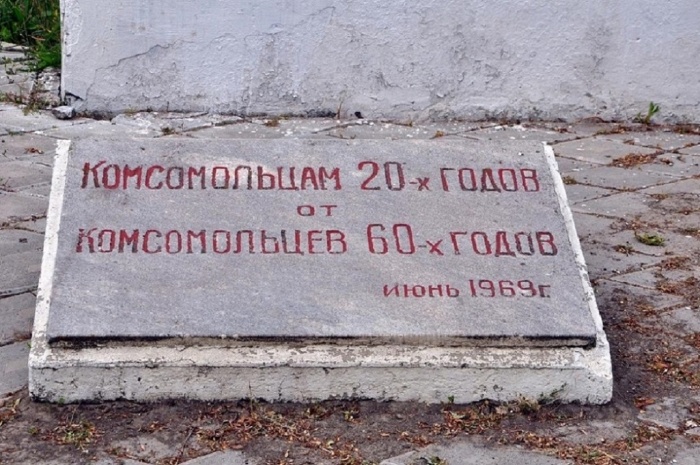 Комсомольцам 20-х годов
от
Комсомольцев 60-х годов
июнь 1969г.